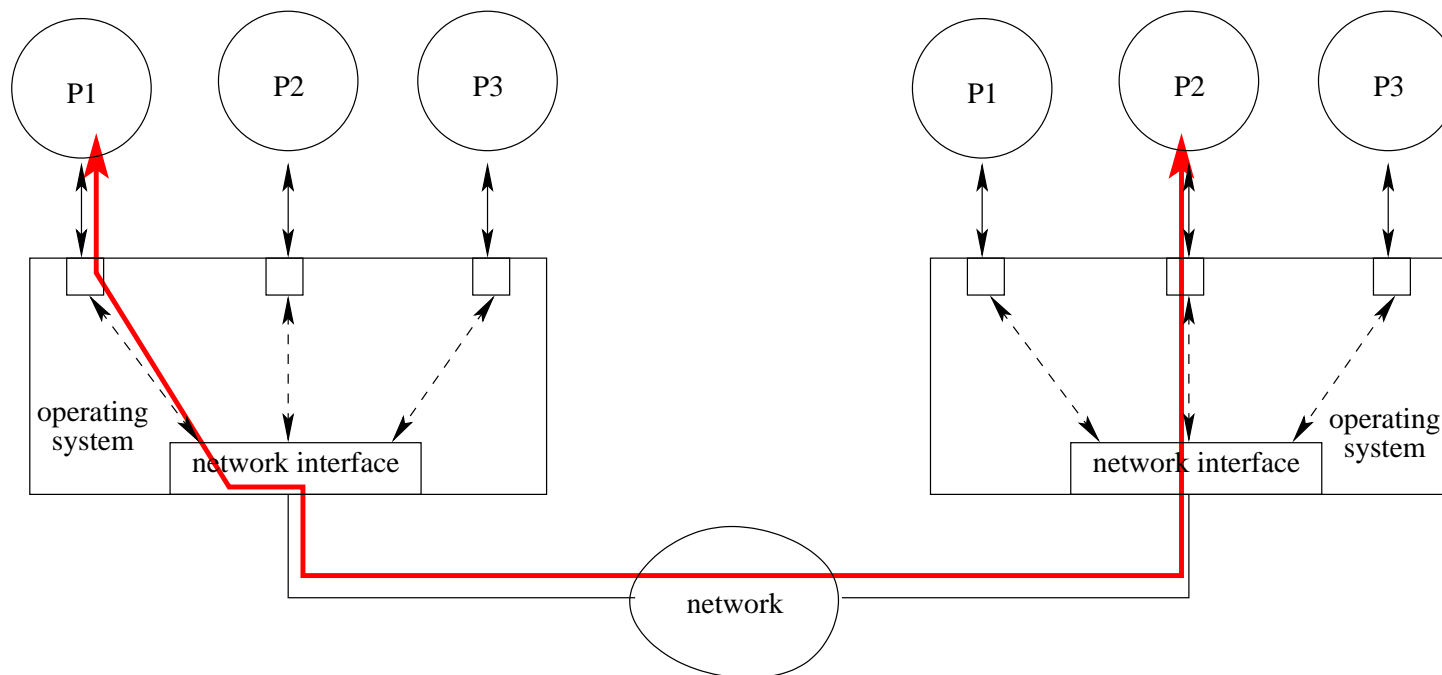 P1
P2
P3
P1
P2
P3
operating
system
network interface
operating
system
network interface
network